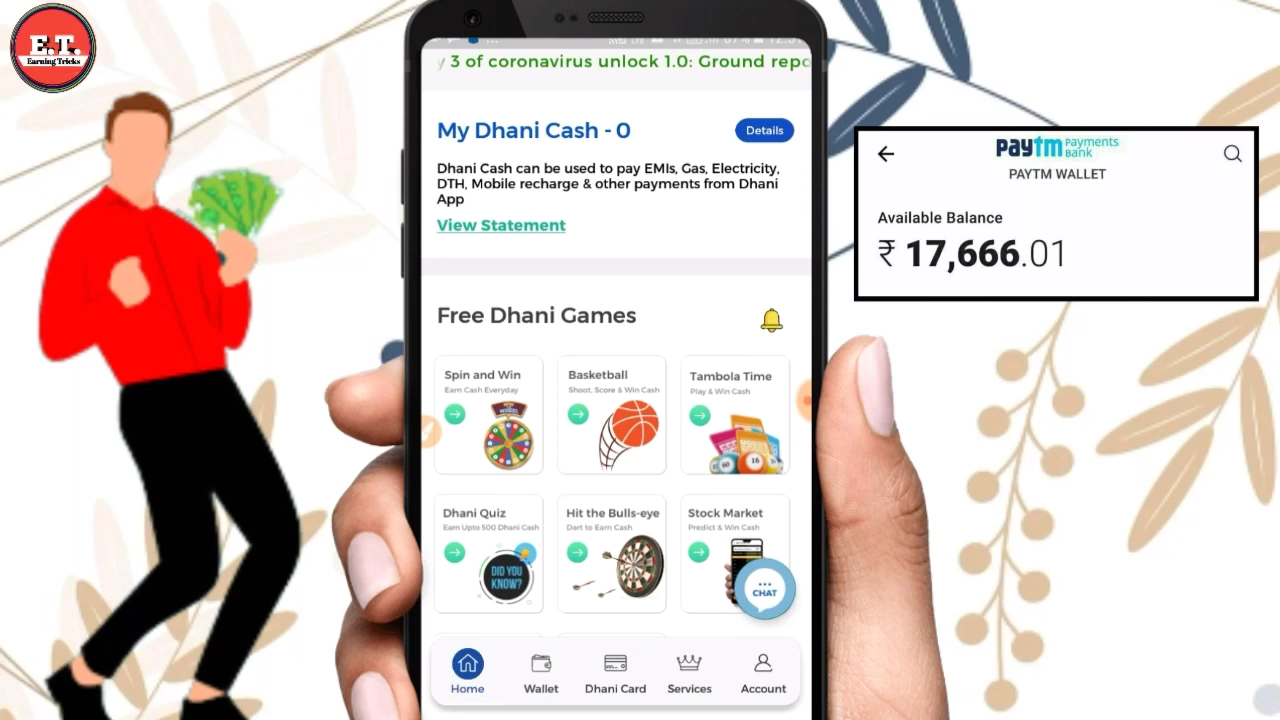 E.T.
Earning Tricks
3 of coronavirus unlock 1.0: Ground repo
My Dhani Cash - 0
Details
Dhani Cash can be used to pay EMIs, Gas, Electricity,
DTH, Mobile recharge & other payments from Dhani
App
View Statement
Free Dhani Games
Spin and Win
Earn Cash Everyday
Basketball
Shoot, Score & Win Cash
Tambola Time
Play & Win Cash
Dhani Quiz
Earn Upto 500 Dhani Cash
DID YOU
KNOW?
Hit the Bulls-eye
Dart to Earn Cash
Stock Market
Predict & Win Cash
CHAT
Home
Wallet
Dhani Card
Services
Account
paytm Payments
Bank
PAYTM WALLET
Available Balance
₹ 17,666.01